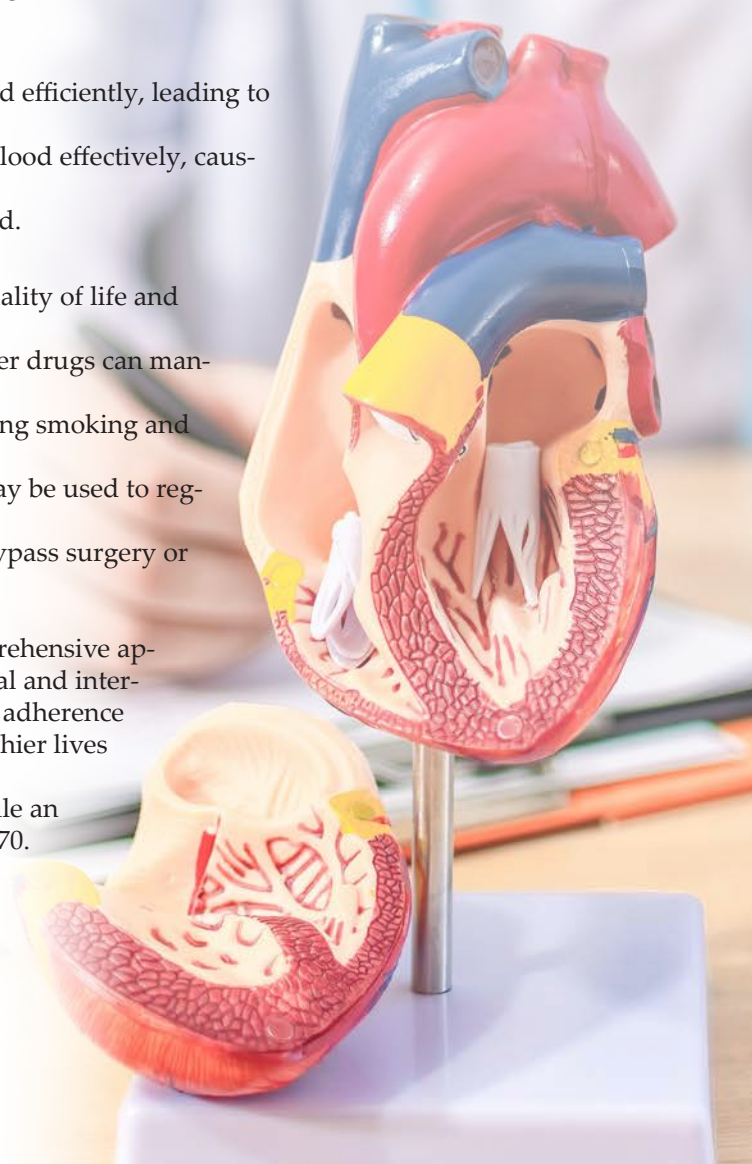 d efficiently, leading to
lood effectively, caus-
d.
ality of life and
er drugs can man-
ng smoking and
ay be used to reg-
ypass surgery or
rehensive ap-
al and inter-
adherence
hier lives
le an
70.